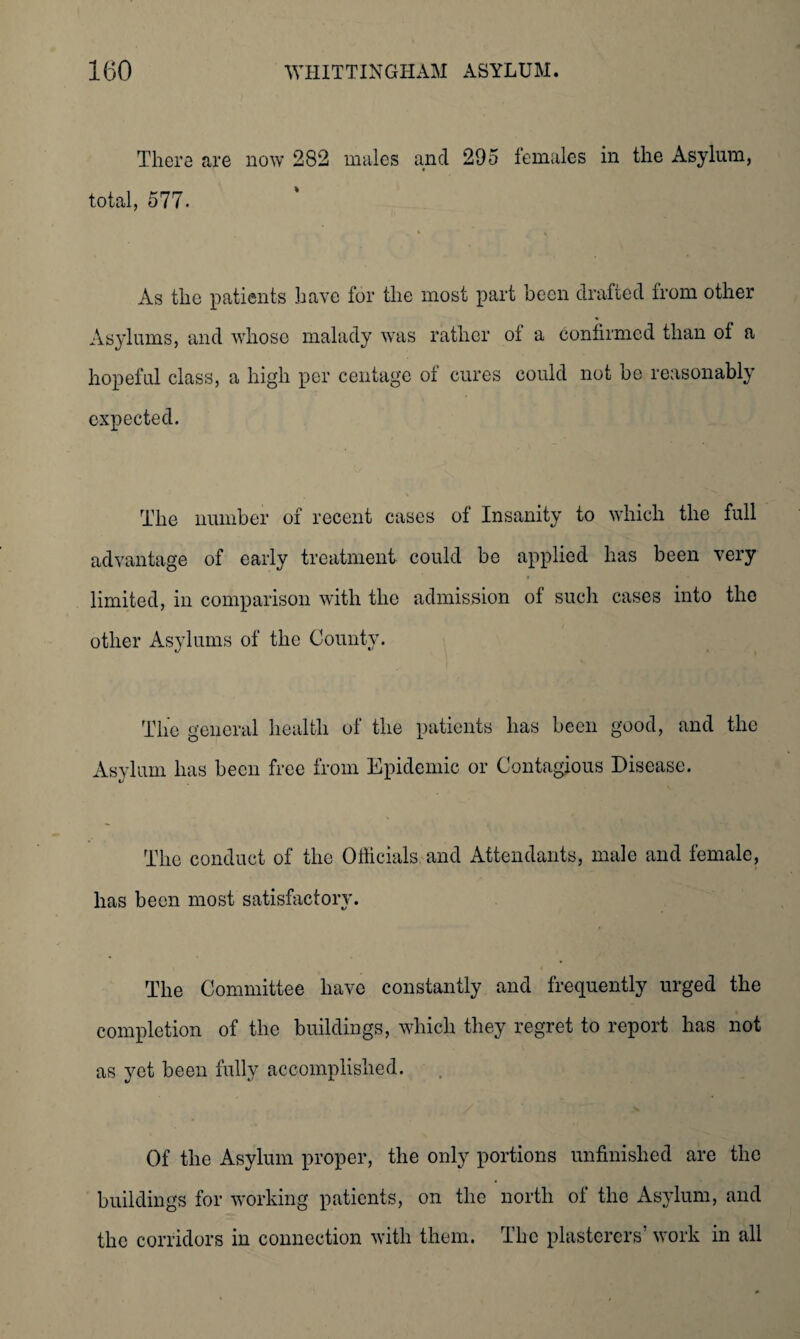 160 WHITTINGHAM ASYLUM.
There are now 282 males and 295 females in the Asylum,
total, 577.
As the patients have for the most part been drafted from other
Asylums, and whose malady was rather of a confirmed than of a
hopeful class, a high per centage of cures could not be reasonably
expected.
The number of recent cases of Insanity to which the full
advantage of early treatment could be applied has been very
limited, in comparison with the admission of such cases into the
other Asylums of the County.
The general health of the patients has been good, and the
Asylum has been free from Epidemic or Contagious Disease.
The conduct of the Officials and Attendants, male and female,
has been most satisfactory.
The Committee have constantly and frequently urged the
completion of the buildings, which they regret to report has not
as yet been fully accomplished.
Of the Asylum proper, the only portions unfinished are the
buildings for working patients, on the north of the Asylum, and
the corridors in connection with them. The plasterers' work in all